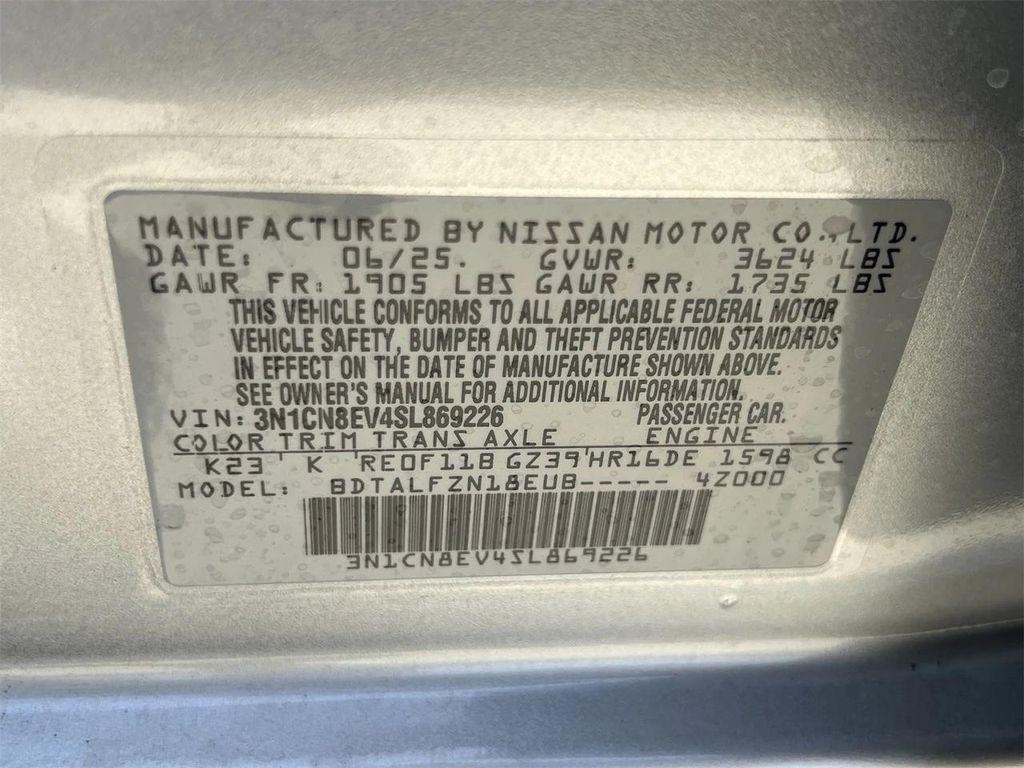 MANUFACTURED BY NISSAN MOTOR CO., LTD.
DATE: 06/25. GVWR: 3624 LBS
GAWR FR: 1905 LBS GAWR RR: 1735 LBS
THIS VEHICLE CONFORMS TO ALL APPLICABLE FEDERAL MOTOR
VEHICLE SAFETY, BUMPER AND THEFT PREVENTION STANDARDS
IN EFFECT ON THE DATE OF MANUFACTURE SHOWN ABOVE.
SEE OWNER'S MANUAL FOR ADDITIONAL INFORMATION.
VIN: 3N1CN8EV4SL869226 PASSENGER CAR.
COLOR TRIM TRANS AXLE ENGINE
K23 ' K RE0F11B GZ39'HR16DE 1598 CC
MODEL: BDTALFZN18EUB----- 4Z000
3N1CN8EV4SL869226